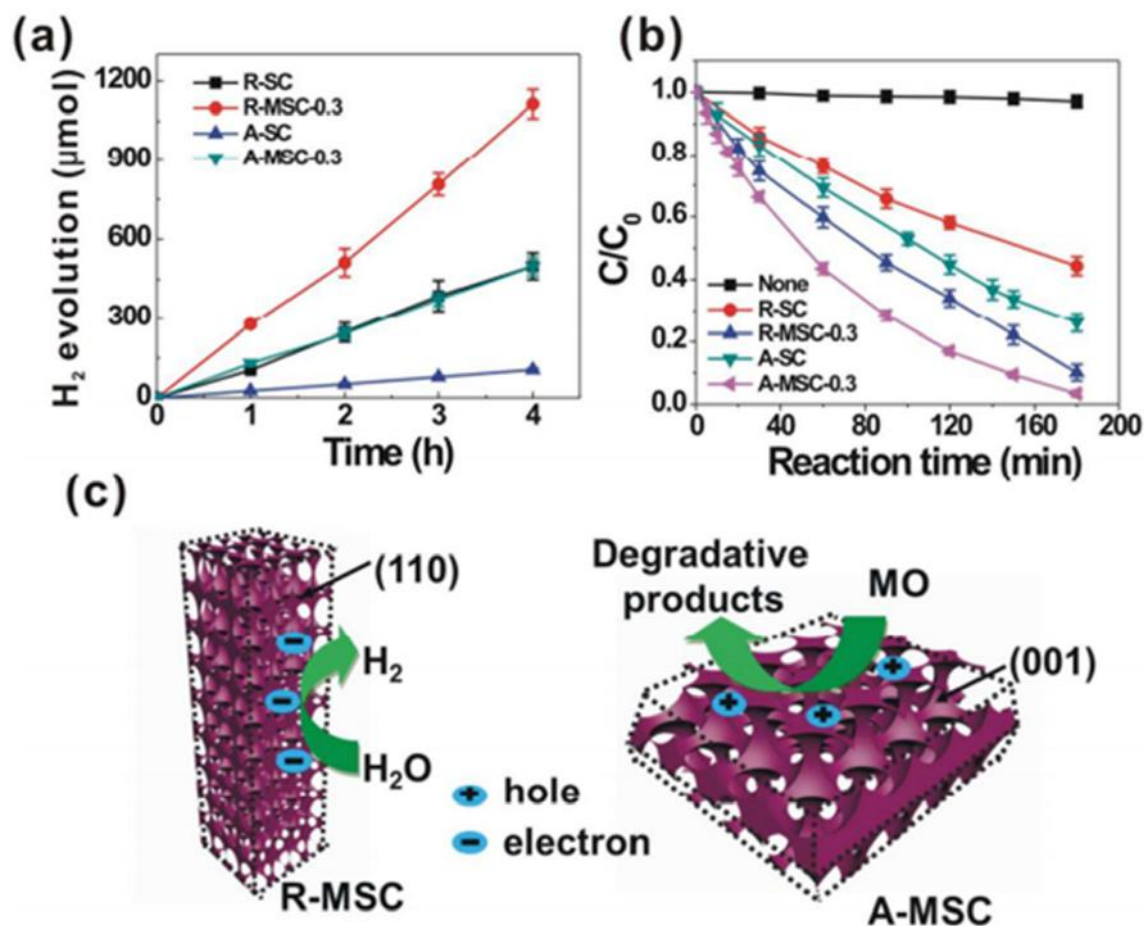 (a)
H₂ evolution (μmol)
1200
900
600
300
0
R-SC
R-MSC-0.3
A-SC
A-MSC-0.3
0 1 2 3 4
Time (h)
(b)
C/C₀
1.0
0.8
0.6
0.4
0.2
0.0
None
R-SC
R-MSC-0.3
A-SC
A-MSC-0.3
0 40 80 120 160 200
Reaction time (min)
(c)
(110)
H₂
H₂O
R-MSC
+ hole
− electron
Degradative
products
MO
(001)
A-MSC